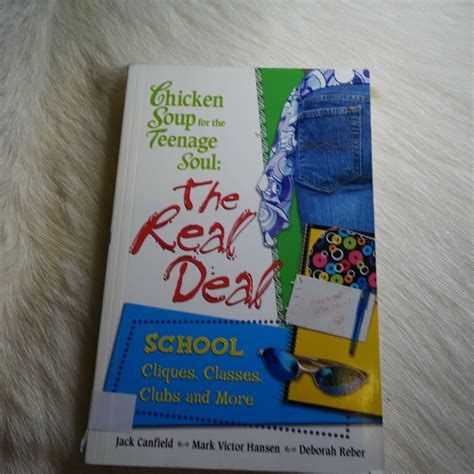 Chicken
Soup for the
Teenage
Soul:
The
Real
Deal
SCHOOL
Cliques, Classes,
Clubs and More
Jack Canfield Mark Victor Hansen Deborah Reber